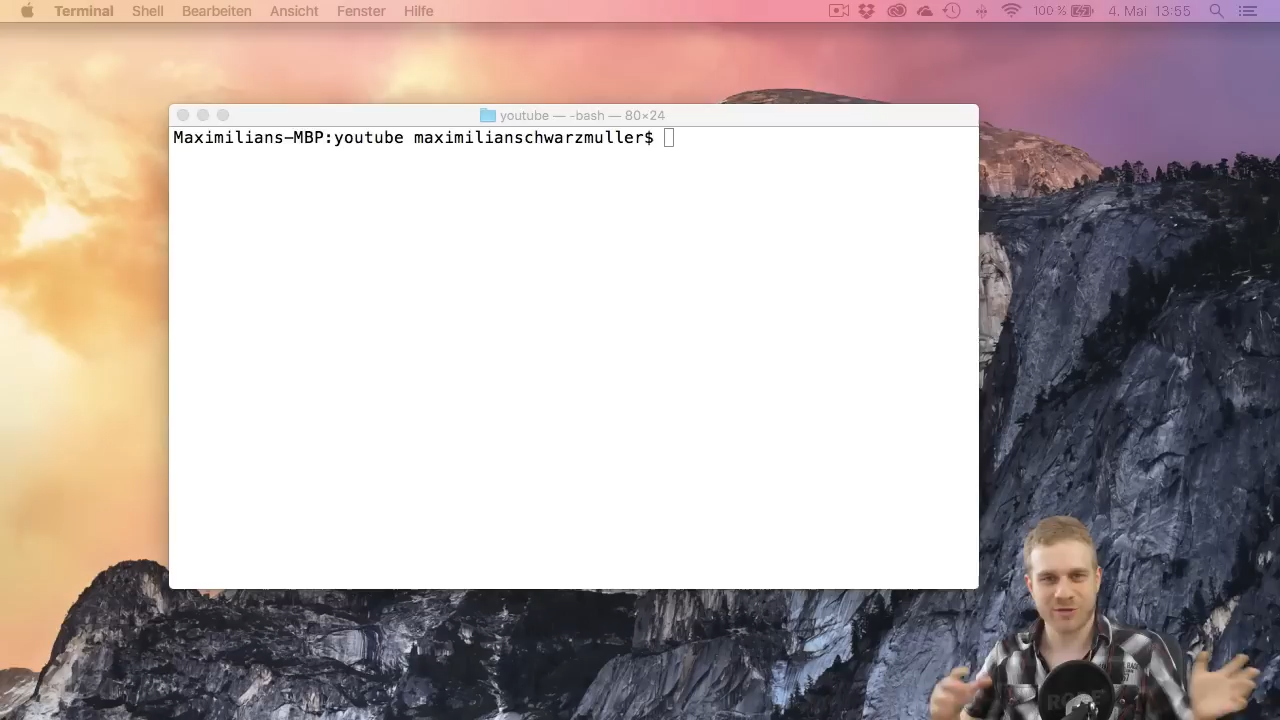 Terminal Shell Bearbeiten Ansicht Fenster Hilfe 100 % 4. Mai 13:55
youtube — -bash — 80×24
Maximilians-MBP:youtube maximilianschwarzmuller$